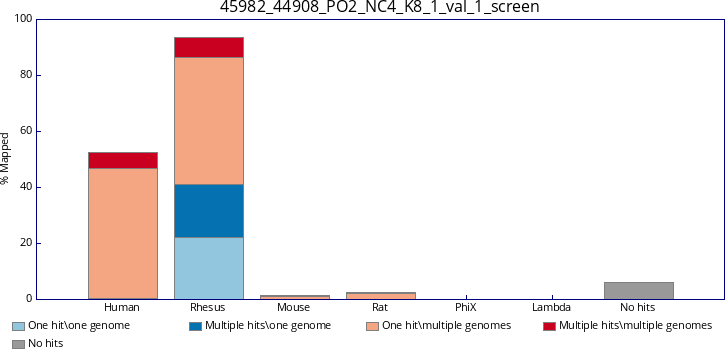 45982_44908_PO2_NC4_K8_1_val_1_screen
100
80
60
40
20
0
% Mapped
Human Rhesus Mouse Rat PhiX Lambda No hits
One hit\one genome Multiple hits\one genome One hit\multiple genomes Multiple hits\multiple genomes
No hits